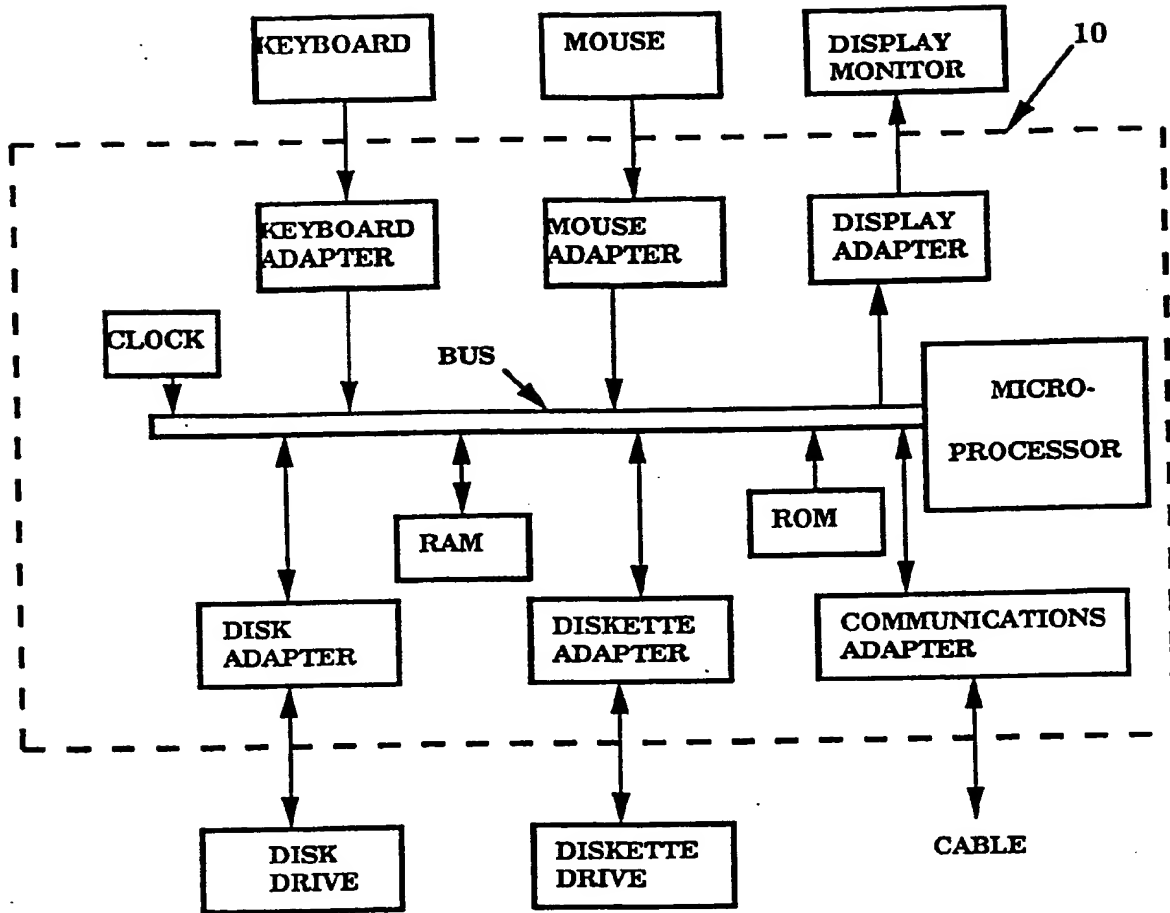 KEYBOARD
MOUSE
DISPLAY
MONITOR
10
KEYBOARD
ADAPTER
MOUSE
ADAPTER
DISPLAY
ADAPTER
CLOCK
BUS
MICRO-
PROCESSOR
RAM
ROM
DISK
ADAPTER
DISKETTE
ADAPTER
COMMUNICATIONS
ADAPTER
DISK
DRIVE
DISKETTE
DRIVE
CABLE